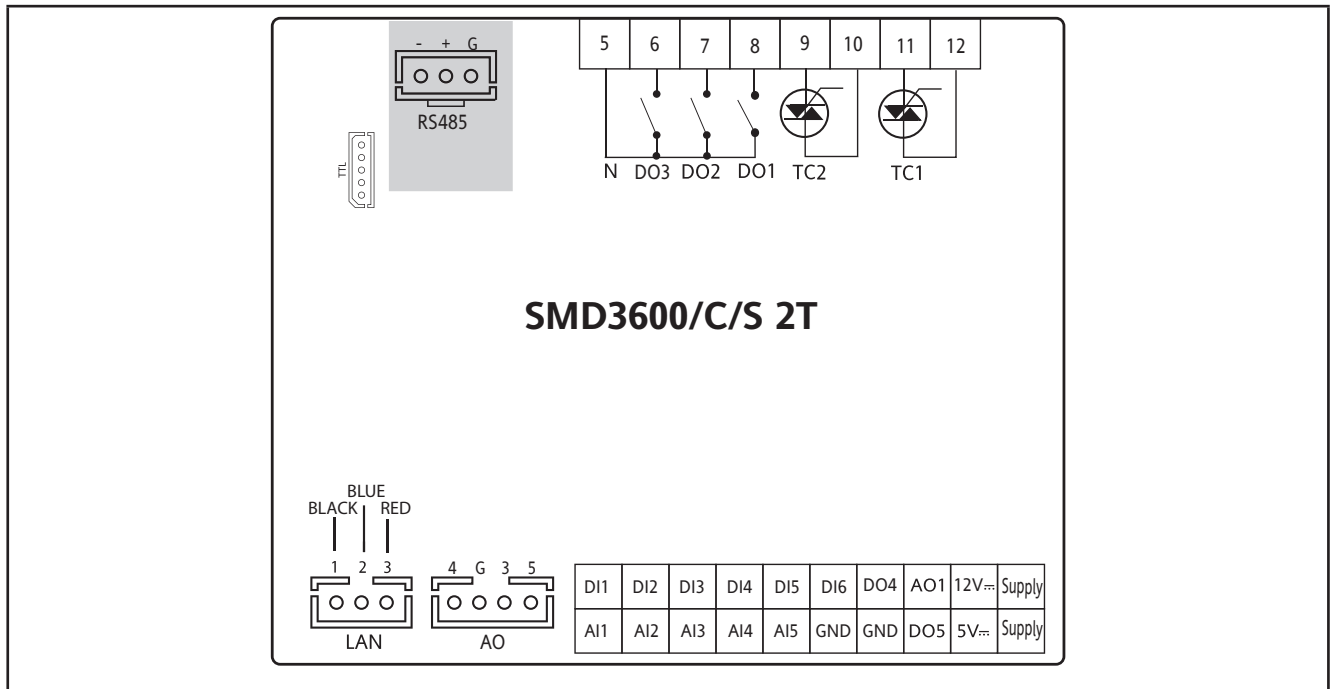 - + G
RS485
TTL
5 6 7 8 9 10 11 12
N DO3 DO2 DO1 TC2 TC1
SMD3600/C/S 2T
BLUE
BLACK RED
1 2 3
LAN
4 G 3 5
AO
DI1 DI2 DI3 DI4 DI5 DI6 DO4 AO1 12V⎓ Supply
AI1 AI2 AI3 AI4 AI5 GND GND DO5 5V⎓ Supply